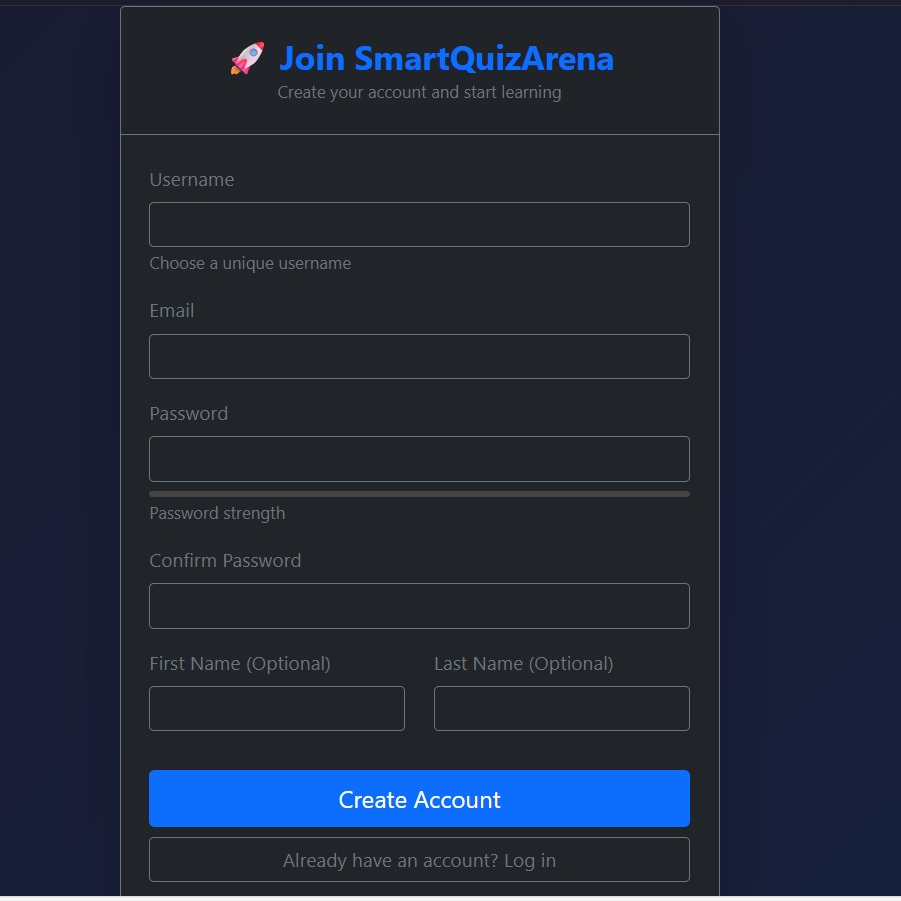 🚀 Join SmartQuizArena
Create your account and start learning
Username
Choose a unique username
Email
Password
Password strength
Confirm Password
First Name (Optional) Last Name (Optional)
Create Account
Already have an account? Log in